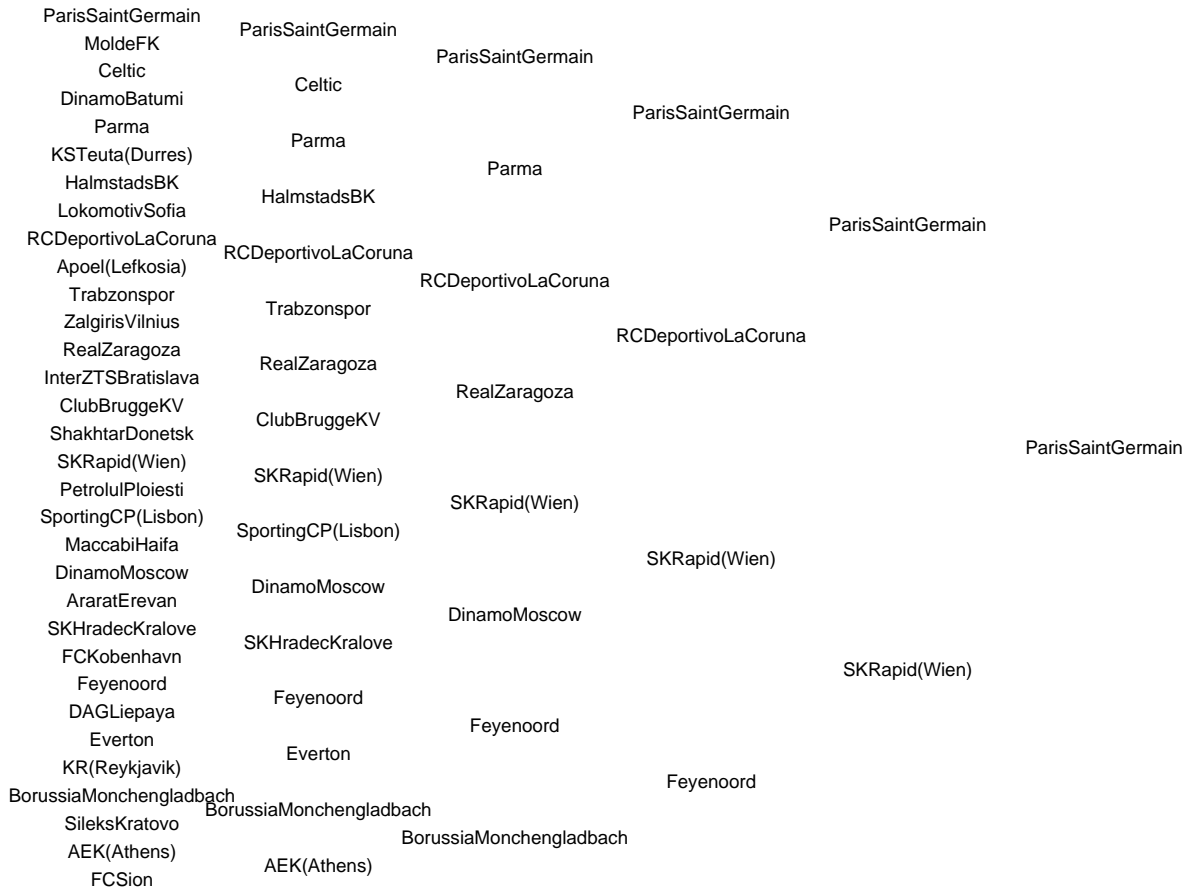 ParisSaintGermain
ParisSaintGermain
MoldeFK
ParisSaintGermain
Celtic
Celtic
DinamoBatumi
ParisSaintGermain
Parma
Parma
KSTeuta(Durres)
Parma
HalmstadsBK
HalmstadsBK
LokomotivSofia
ParisSaintGermain
RCDeportivoLaCoruna
RCDeportivoLaCoruna
Apoel(Lefkosia)
RCDeportivoLaCoruna
Trabzonspor
Trabzonspor
ZalgirisVilnius
RCDeportivoLaCoruna
RealZaragoza
RealZaragoza
InterZTSBratislava
RealZaragoza
ClubBruggeKV
ClubBruggeKV
ShakhtarDonetsk
ParisSaintGermain
SKRapid(Wien)
SKRapid(Wien)
PetrolulPloiesti
SKRapid(Wien)
SportingCP(Lisbon)
SportingCP(Lisbon)
MaccabiHaifa
SKRapid(Wien)
DinamoMoscow
DinamoMoscow
AraratErevan
DinamoMoscow
SKHradecKralove
SKHradecKralove
FCKobenhavn
SKRapid(Wien)
Feyenoord
Feyenoord
DAGLiepaya
Feyenoord
Everton
Everton
KR(Reykjavik)
Feyenoord
BorussiaMonchengladbach
BorussiaMonchengladbach
SileksKratovo
BorussiaMonchengladbach
AEK(Athens)
AEK(Athens)
FCSion